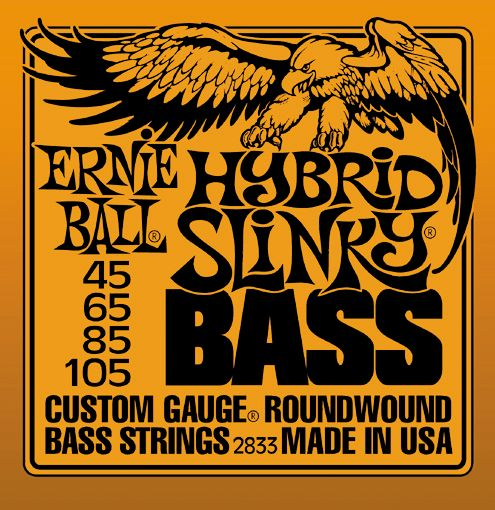 ERNIE
BALL®
HYBRID
SLINKY®
BASS
45
65
85
105
CUSTOM GAUGE® ROUNDWOUND
BASS STRINGS 2833 MADE IN USA